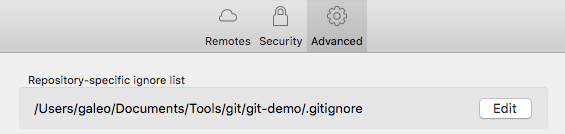 Remotes Security Advanced
Repository-specific ignore list
/Users/galeo/Documents/Tools/git/git-demo/.gitignore Edit